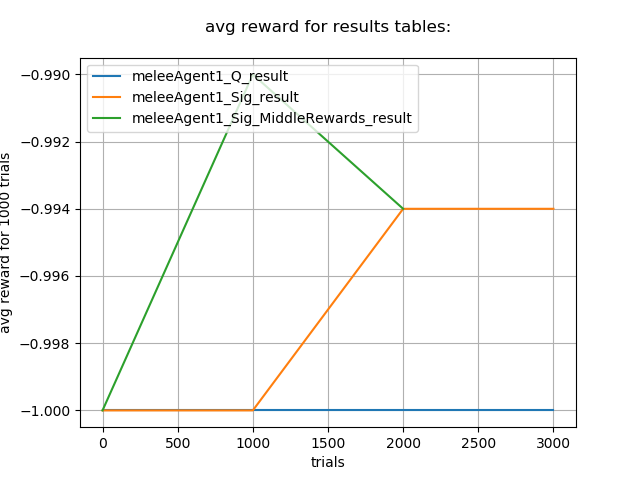 avg reward for results tables:
meleeAgent1_Q_result
meleeAgent1_Sig_result
meleeAgent1_Sig_MiddleRewards_result
avg reward for 1000 trials
−0.990
−0.992
−0.994
−0.996
−0.998
−1.000
0 500 1000 1500 2000 2500 3000
trials